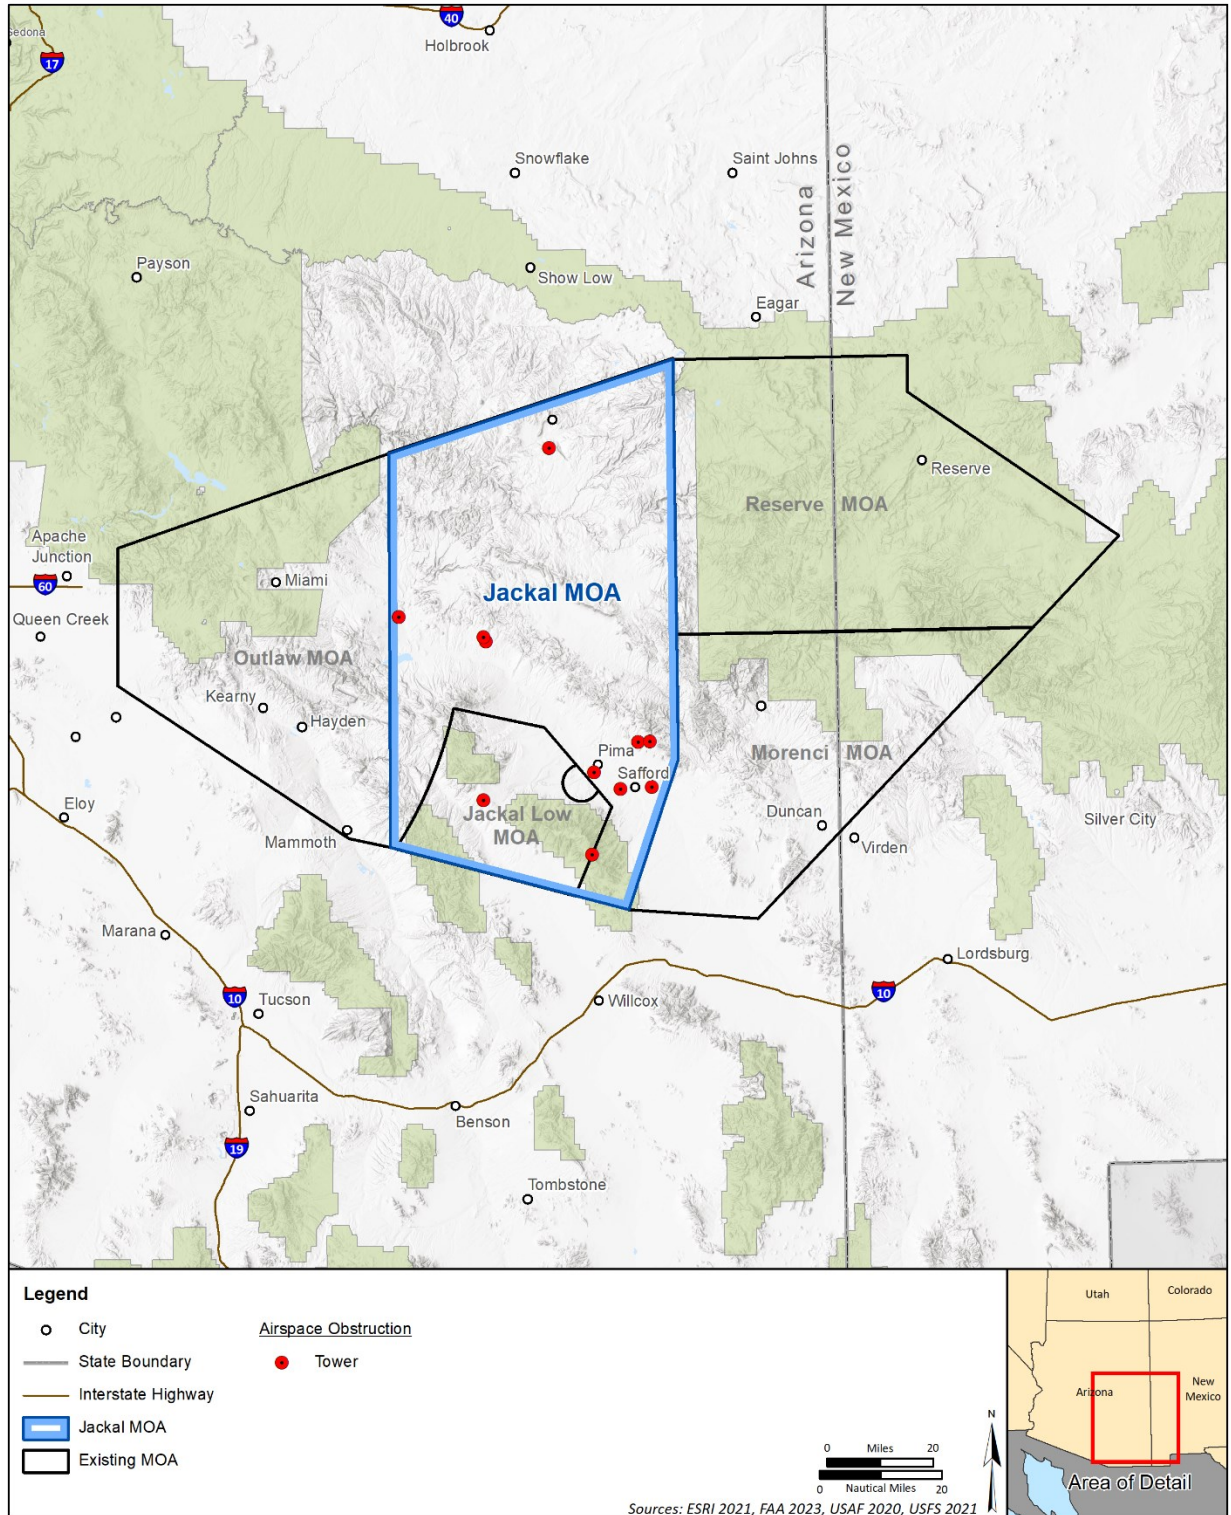 Sedona
17
40
Holbrook
Snowflake
Saint Johns
Arizona
New Mexico
Payson
Show Low
Eagar
Reserve
Reserve MOA
Apache
Junction
60
Miami
Jackal MOA
Queen Creek
Outlaw MOA
Kearny
Hayden
Pima
Safford
Morenci MOA
Eloy
Jackal Low
MOA
Duncan
Silver City
Mammoth
Virden
Marana
Lordsburg
10
Tucson
Willcox
10
Sahuarita
Benson
19
Tombstone
Legend
City
State Boundary
Interstate Highway
Jackal MOA
Existing MOA
Airspace Obstruction
Tower
N
0 Miles 20
0 Nautical Miles 20
Sources: ESRI 2021, FAA 2023, USAF 2020, USFS 2021
Utah
Colorado
Arizona
New
Mexico
Area of Detail